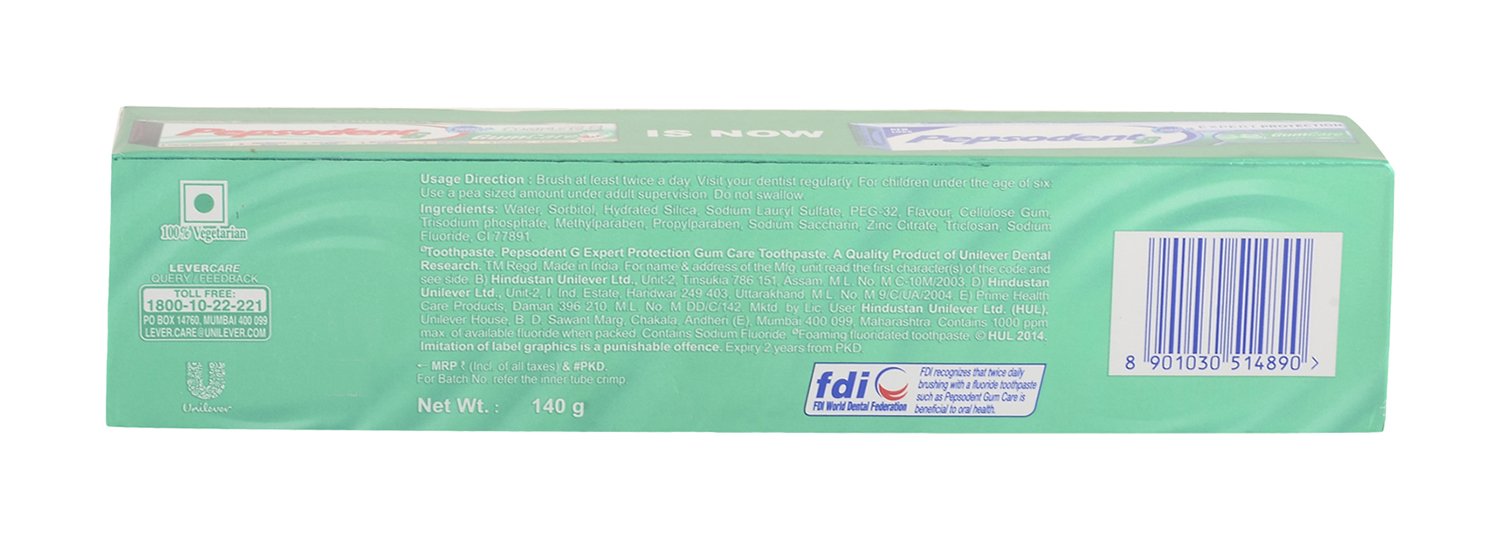 Pepsodent G
IS NOW
Pepsodent G EXPERT PROTECTION
100% Vegetarian
LEVERCARE
QUERY / FEEDBACK
TOLL FREE:
1800-10-22-221
PO BOX 14760, MUMBAI 400 099
LEVER.CARE@UNILEVER.COM
Unilever
Usage Direction : Brush at least twice a day. Visit your dentist regularly. For children under the age of six
Use a pea sized amount under adult supervision. Do not swallow.
Ingredients: Water, Sorbitol, Hydrated Silica, Sodium Lauryl Sulfate, PEG-32, Flavour, Cellulose Gum,
Trisodium phosphate, Methylparaben, Propylparaben, Sodium Saccharin, Zinc Citrate, Triclosan, Sodium
Fluoride, CI 77891.
Toothpaste. Pepsodent G Expert Protection Gum Care Toothpaste. A Quality Product of Unilever Dental
Research. TM Regd. Made in India. For name & address of the Mfg. unit read the first character(s) of the code and
see side. B) Hindustan Unilever Ltd., Unit-2, Tinsukia 786 151, Assam. M.L. No. M C-10M/2003. D) Hindustan
Unilever Ltd., Unit-2, I Ind. Estate, Haridwar 249 403, Uttarakhand. M.L. No. M 9/C/UA/2004. E) Prime Health
Care Products, Daman 396 210. M.L. No. M DD/C/142. Mktd. by Lic. User Hindustan Unilever Ltd. (HUL),
Unilever House, B. D. Sawant Marg, Chakala, Andheri (E), Mumbai 400 099, Maharashtra. Contains 1000 ppm
max. of available fluoride when packed. Contains Sodium Fluoride. Foaming fluoridated toothpaste. © HUL 2014.
Imitation of label graphics is a punishable offence. Expiry 2 years from PKD.
← MRP ₹ (Incl. of all taxes) & #PKD.
For Batch No. refer the inner tube crimp.
Net Wt. : 140 g
fdi
FDI World Dental Federation
FDI recognizes that twice daily
brushing with a fluoride toothpaste
such as Pepsodent Gum Care is
beneficial to oral health.
8 901030 514890 >